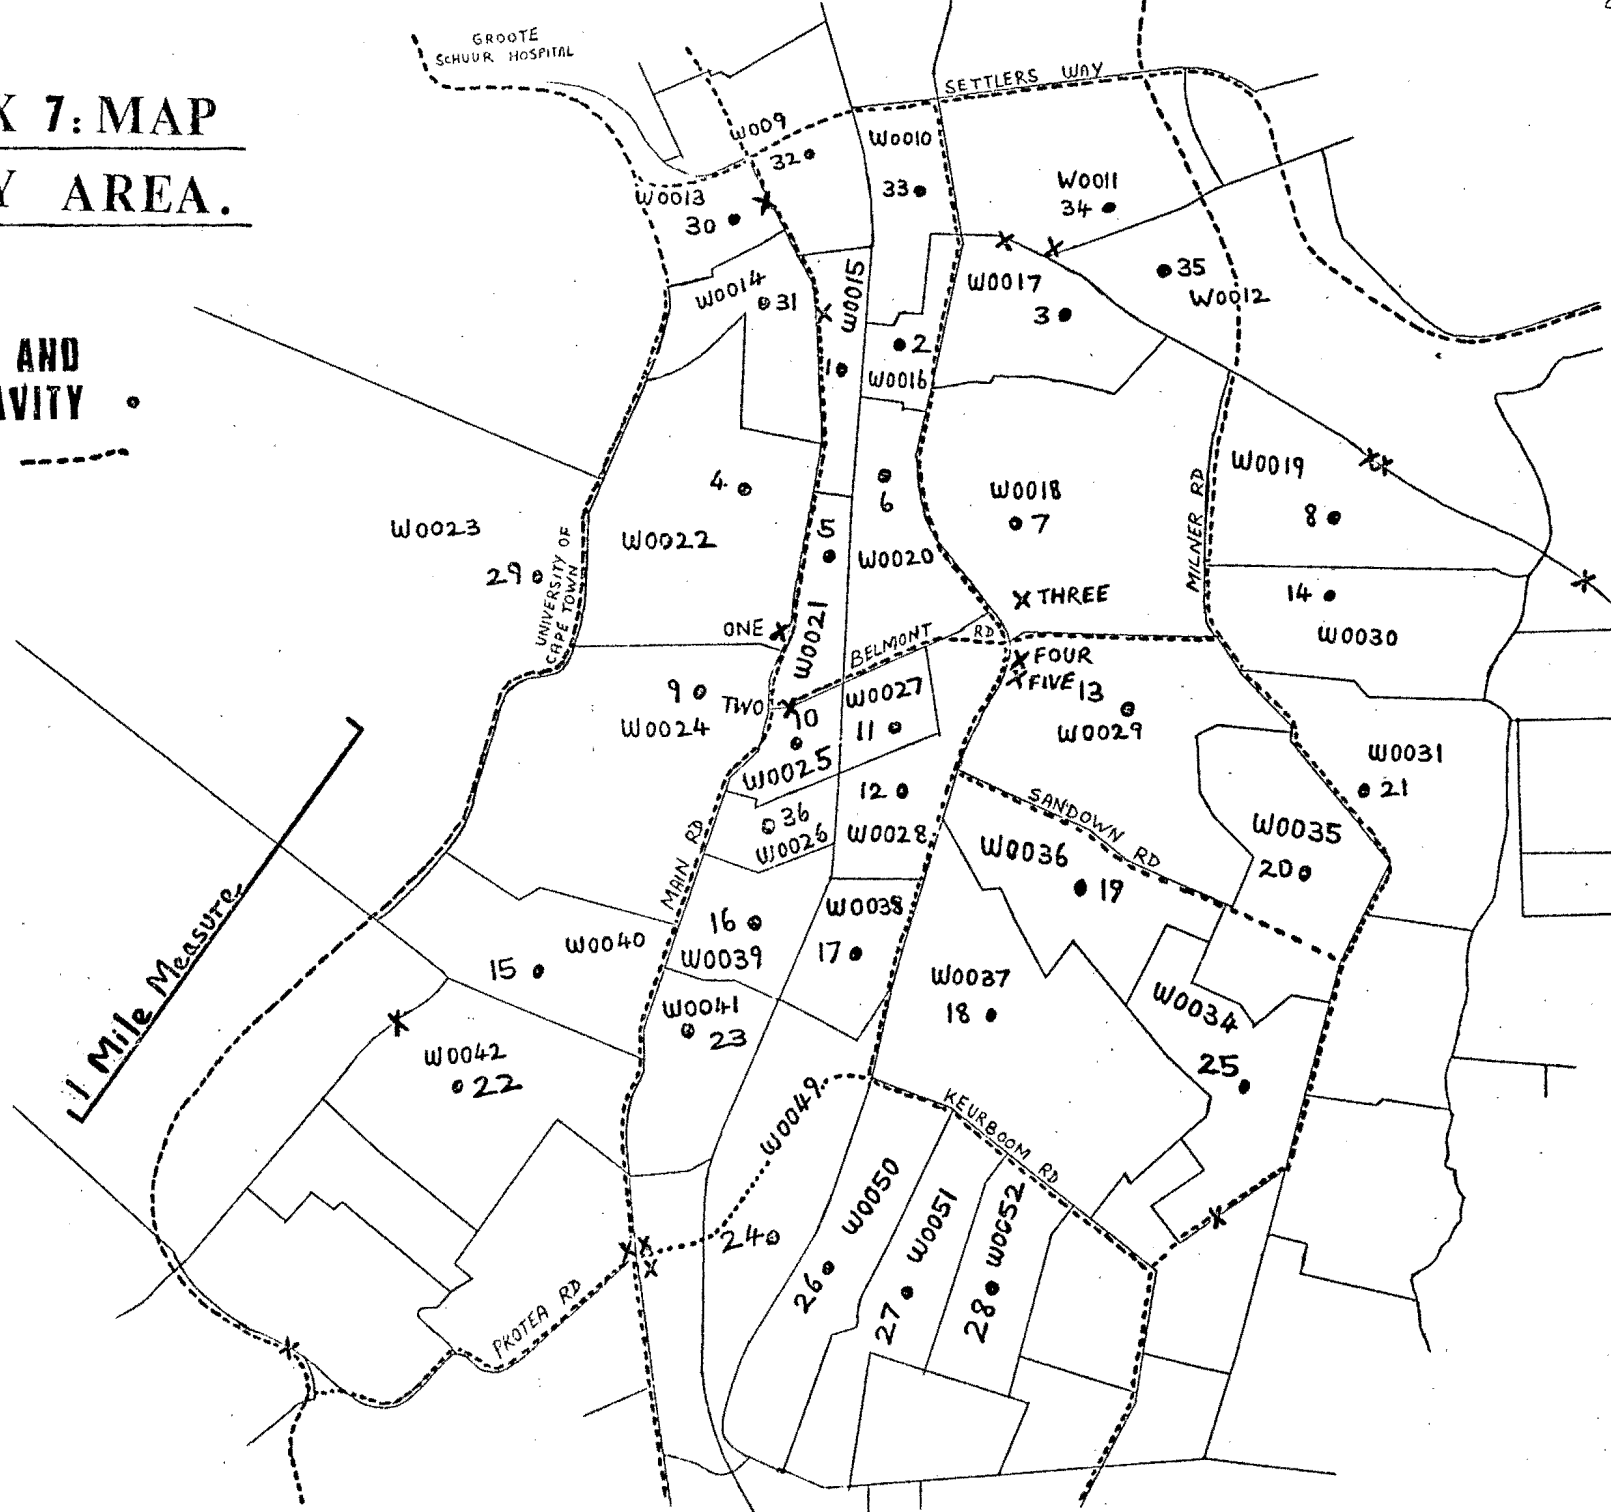 GROOTE
SCHUUR HOSPITAL
X 7: MAP
Y AREA.
AND
AVITY
SETTLERS WAY
W009
32
W0010
33
W0011
34
W0013
30
W0014
31
W0015
1
35
W0012
W0017
3
2
W0016
4
6
W0018
7
W0019
8
MILNER RD
W0023
29
UNIVERSITY OF
CAPE TOWN
W0022
5
W0020
W0021
THREE
14
W0030
ONE
BELMONT RD
FOUR
FIVE
13
W0029
9
W0024
TWO
10
W0025
W0027
11
W0031
21
12
W0028
36
W0026
SANDOWN RD
W0035
20
W0036
19
MAIN RD
1 Mile Measure.
W0040
15
16
W0039
W0038
17
W0037
18
W0034
25
W0041
23
W0042
22
W0049
KEURBOOM RD
24
W0050
26
W0051
27
W0052
28
PROTEA RD